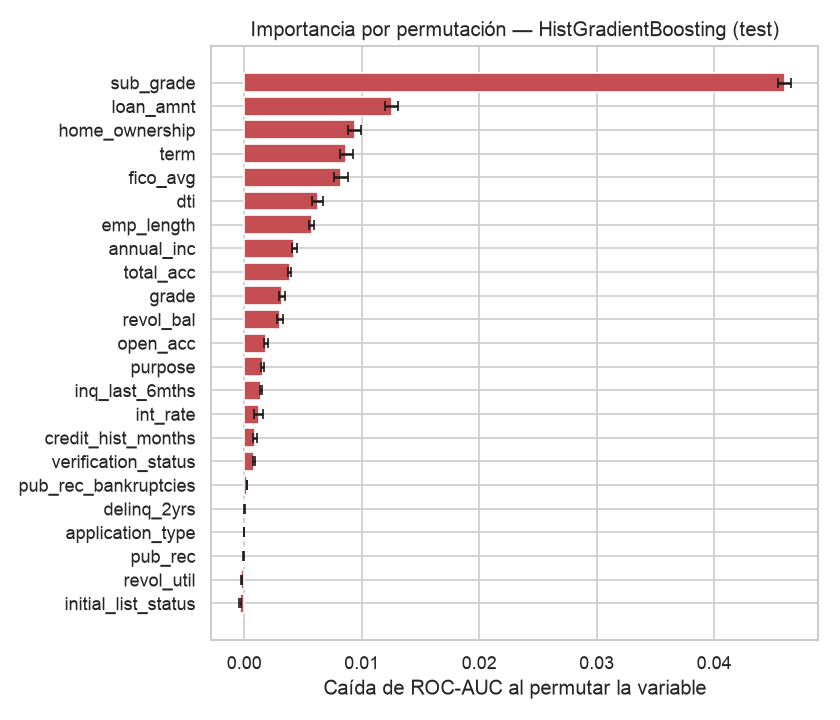 Importancia por permutación — HistGradientBoosting (test)
sub_grade
loan_amnt
home_ownership
term
fico_avg
dti
emp_length
annual_inc
total_acc
grade
revol_bal
open_acc
purpose
inq_last_6mths
int_rate
credit_hist_months
verification_status
pub_rec_bankruptcies
delinq_2yrs
application_type
pub_rec
revol_util
initial_list_status
0.00 0.01 0.02 0.03 0.04
Caída de ROC-AUC al permutar la variable